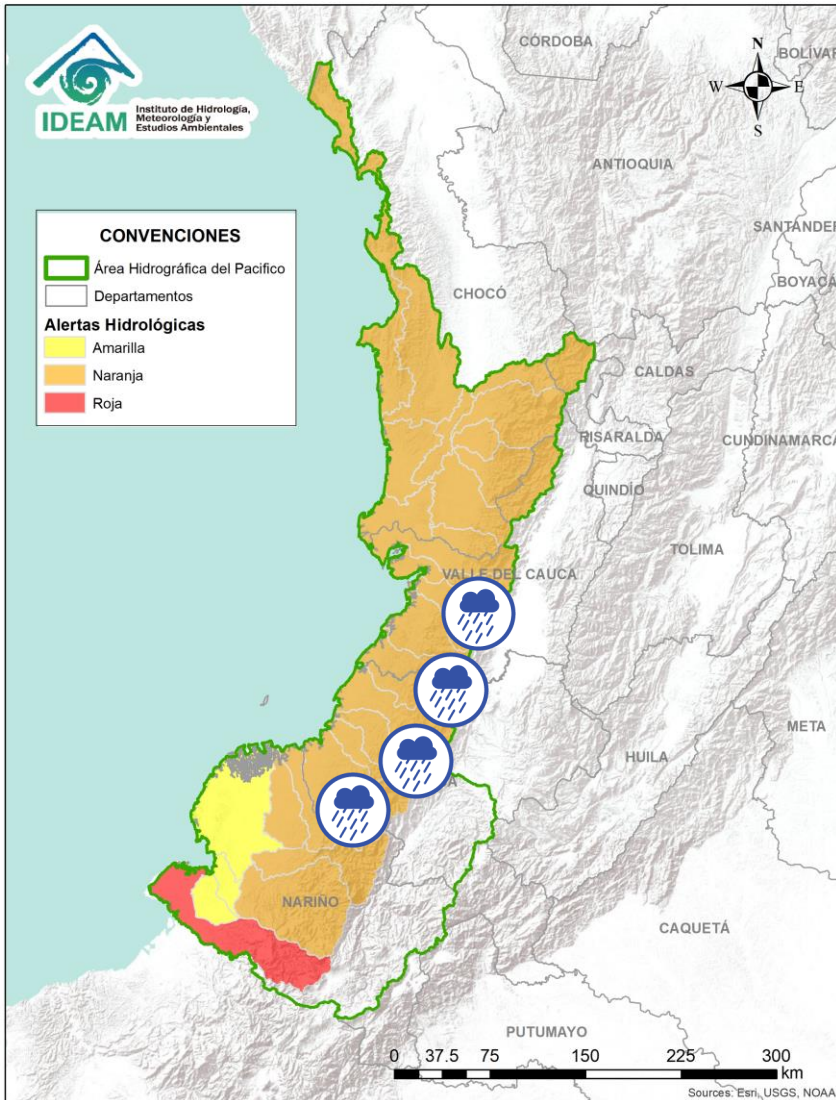 IDEAM
Instituto de Hidrología,
Meteorología y
Estudios Ambientales
N
W
E
S
CÓRDOBA
BOLÍVAR
ANTIOQUIA
SANTANDER
BOYACÁ
CHOCÓ
CALDAS
RISARALDA
CUNDINAMARCA
QUINDÍO
TOLIMA
VALLE DEL CAUCA
META
HUILA
A
NARIÑO
CAQUETÁ
PUTUMAYO
CONVENCIONES
Área Hidrográfica del Pacifico
Departamentos
Alertas Hidrológicas
Amarilla
Naranja
Roja
0 37.5 75 150 225 300
km
Sources: Esri, USGS, NOAA